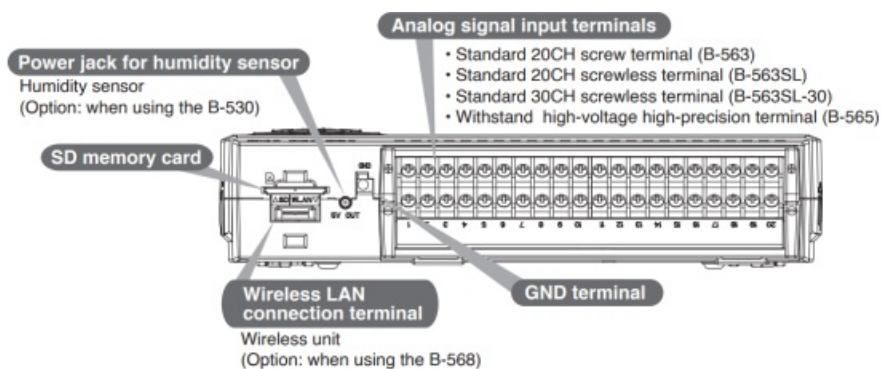 Analog signal input terminals
• Standard 20CH screw terminal (B-563)
• Standard 20CH screwless terminal (B-563SL)
• Standard 30CH screwless terminal (B-563SL-30)
• Withstand high-voltage high-precision terminal (B-565)
Power jack for humidity sensor
Humidity sensor
(Option: when using the B-530)
SD memory card
GND
SD WLAN
5V OUT
1 2 3 4 5 6 7 8 9 10 11 12 13 14 15 16 17 18 19 20
Wireless LAN
connection terminal
Wireless unit
(Option: when using the B-568)
GND terminal